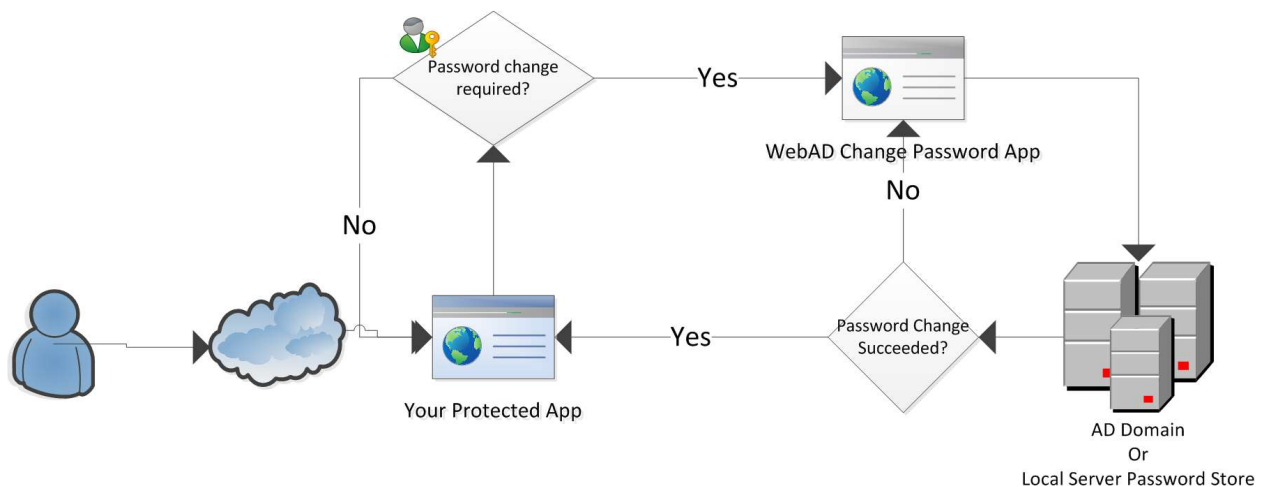 Password change
required?
Yes
WebAD Change Password App
No
No
Password Change
Succeeded?
Yes
Your Protected App
AD Domain
Or
Local Server Password Store